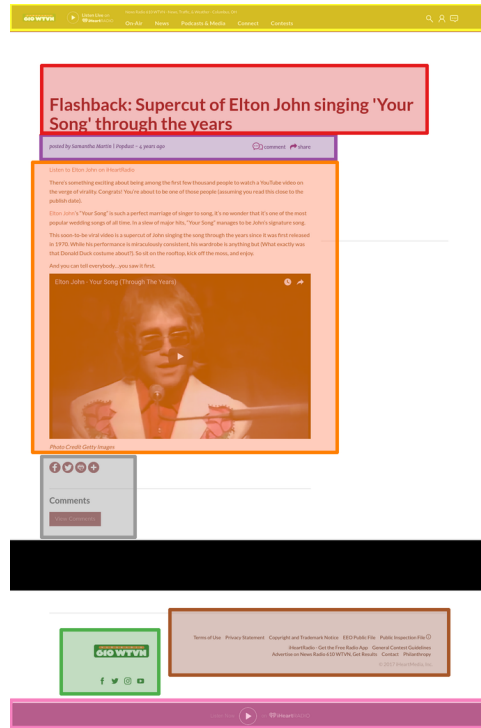 610 WTVN
Listen Live on
iHeartRADIO
On-Air News Podcasts & Media Connect Contests
Flashback: Supercut of Elton John singing 'Your
Song' through the years
posted by Samantha Martin | Popdust - 4 years ago
comment share
Listen to Elton John on iHeartRadio
There's something exciting about being among the first few thousand people to watch a YouTube video on
the verge of virality. Congrats! You're about to be one of those people (assuming you read this close to the
publish date).
Elton John's "Your Song" is such a perfect marriage of singer to song, it's no wonder that it's one of the most
popular wedding songs of all time. In a slew of major hits, "Your Song" manages to be John's signature song.
This soon-to-be viral video is a supercut of John singing the song through the years since it was first released
in 1970. While his performance is miraculously consistent, his wardrobe is anything but (What exactly was
that Donald Duck costume about?). So sit on the rooftop, kick off the moss, and enjoy.
And you can tell everybody... you saw it first.
Elton John - Your Song (Through The Years)
Photo Credit Getty Images
Comments
View Comments
610 WTVN
Terms of Use Privacy Statement Copyright and Trademark Notice EEO Public File Public Inspection File
iHeartRadio - Get the Free Radio App General Contest Guidelines
Advertise on News Radio 610 WTVN, Get Results Contact Philanthropy
© 2022 iHeartMedia, Inc.
Listen Now on iHeartRADIO